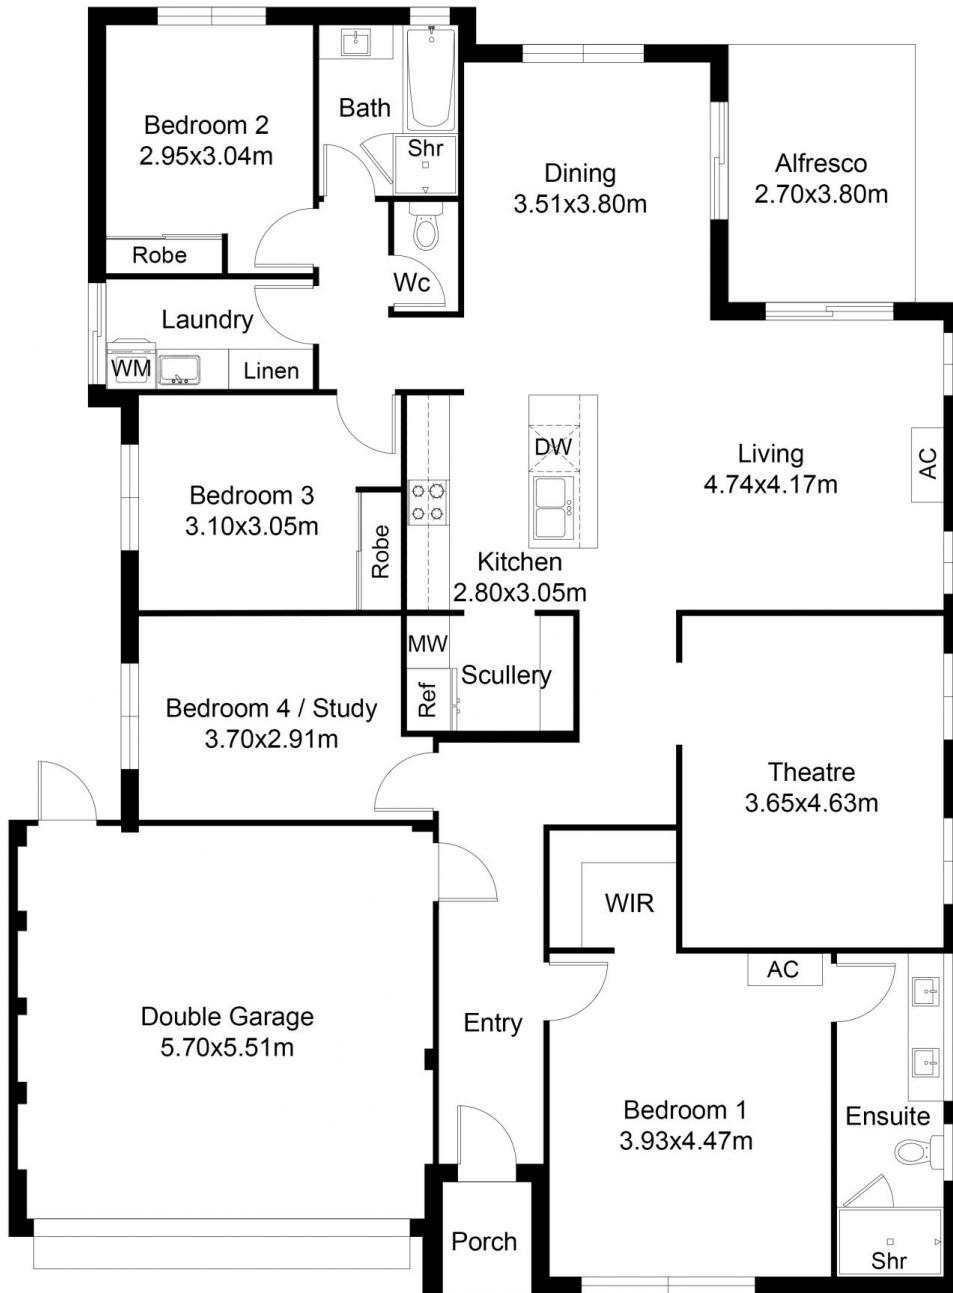 Bedroom 2
2.95x3.04m
Bath
Shr
Dining
3.51x3.80m
Alfresco
2.70x3.80m
Robe
Wc
Laundry
WM
Linen
Bedroom 3
3.10x3.05m
Robe
DW
Living
4.74x4.17m
AC
Kitchen
2.80x3.05m
MW
Ref
Scullery
Bedroom 4 / Study
3.70x2.91m
Theatre
3.65x4.63m
WIR
AC
Double Garage
5.70x5.51m
Entry
Bedroom 1
3.93x4.47m
Ensuite
Porch
Shr